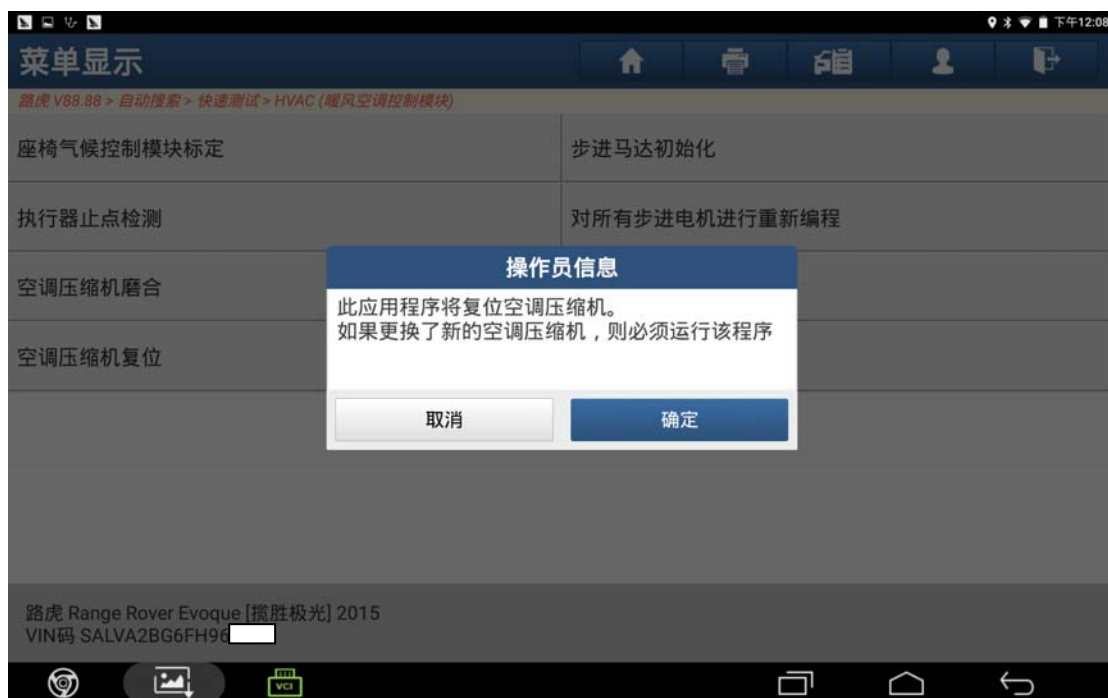 下午12:08
菜单显示
路虎 V88.88 > 自动搜索 > 快速测试 > HVAC (暖风空调控制模块)
座椅气候控制模块标定
步进马达初始化
执行器止点检测
对所有步进电机进行重新编程
空调压缩机磨合
空调压缩机复位
操作员信息
此应用程序将复位空调压缩机。
如果更换了新的空调压缩机，则必须运行该程序
取消
确定
路虎 Range Rover Evoque [揽胜极光] 2015
VIN码 SALVA2BG6FH96
VCI